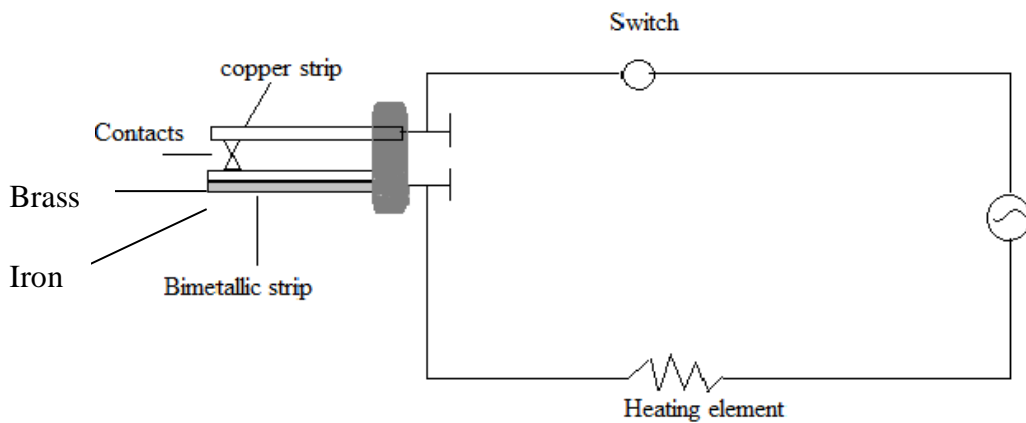 Switch
copper strip
Contacts
Brass
Iron
Bimetallic strip
Heating element